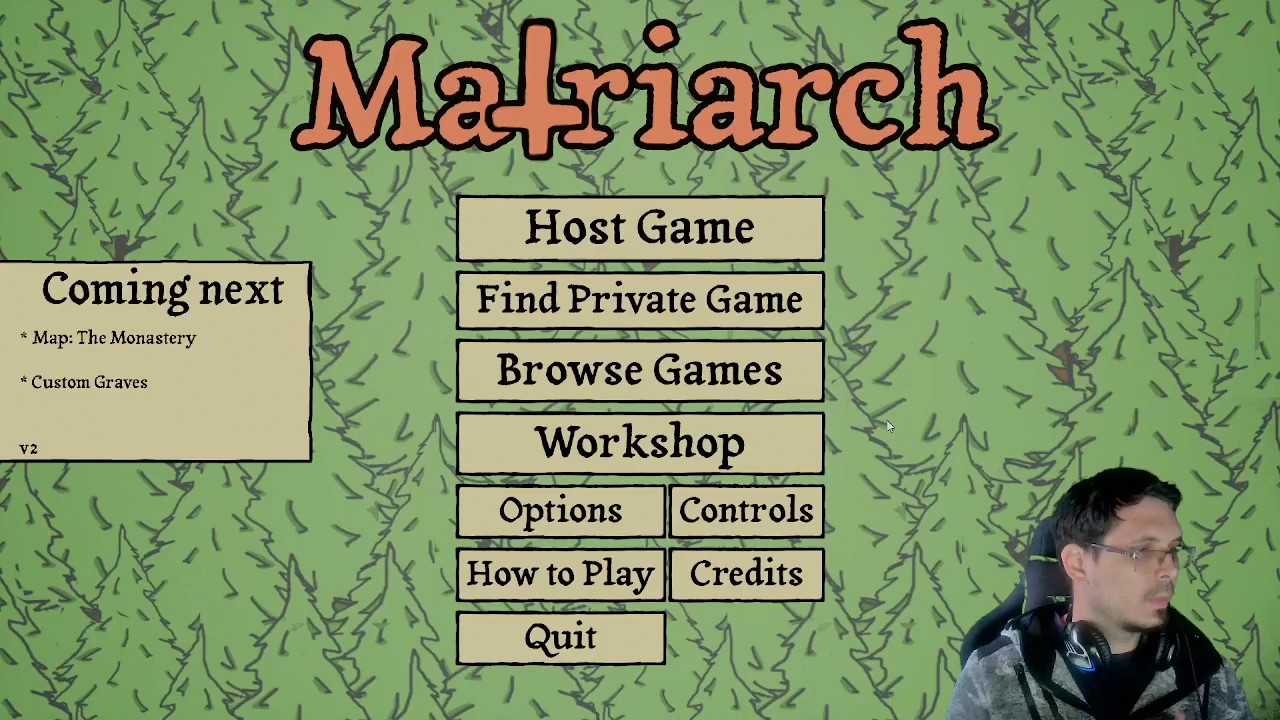 Matriarch
Host Game
Find Private Game
Browse Games
Workshop
Options
Controls
How to Play
Credits
Quit
Coming next
* Map: The Monastery
* Custom Graves
v2